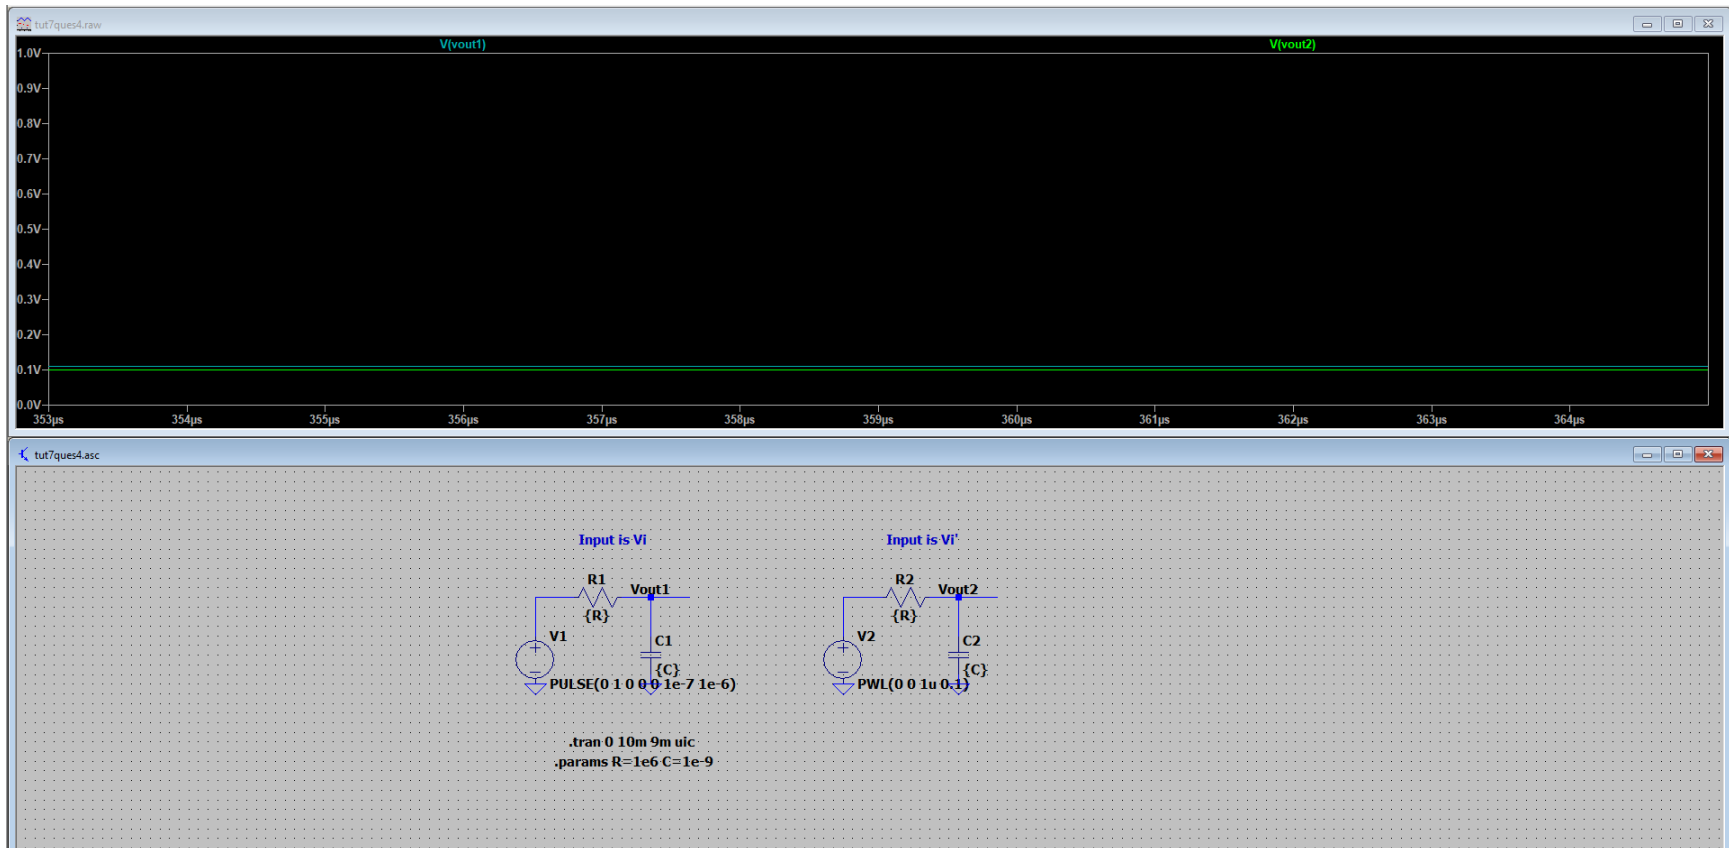 tut7ques4.raw
V(vout1) V(vout2)
1.0V
0.9V
0.8V
0.7V
0.6V
0.5V
0.4V
0.3V
0.2V
0.1V
0.0V
353µs 354µs 355µs 356µs 357µs 358µs 359µs 360µs 361µs 362µs 363µs 364µs
tut7ques4.asc
Input is Vi Input is Vi'
R1 R2
Vout1 Vout2
{R} {R}
V1 C1 V2 C2
{C} {C}
PULSE(0 1 0 0 0 1e-7 1e-6) PWL(0 0 1u 0.1)
.tran 0 10m 9m uic
.params R=1e6 C=1e-9